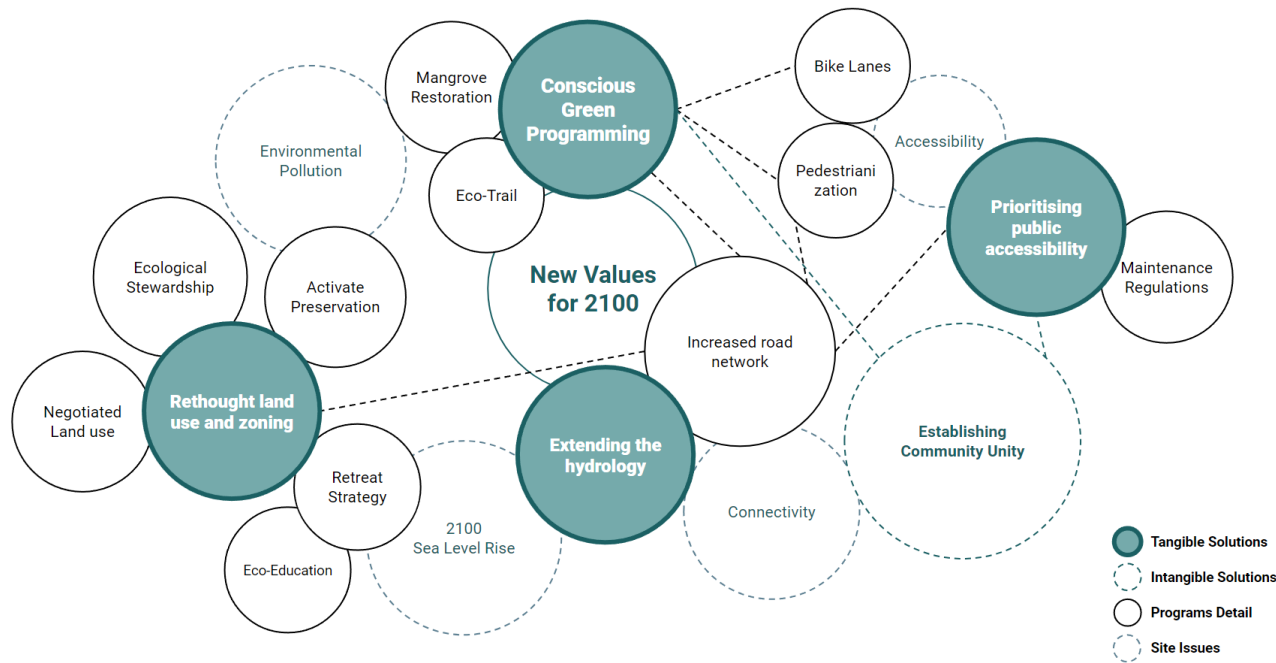 Mangrove
Restoration
Conscious
Green
Programming
Bike Lanes
Environmental
Pollution
Accessibility
Eco-Trail
Pedestriani
zation
Prioritising
public
accessibility
Ecological
Stewardship
Activate
Preservation
New Values
for 2100
Maintenance
Regulations
Increased road
network
Negotiated
Land use
Rethought land
use and zoning
Extending the
hydrology
Establishing
Community Unity
Retreat
Strategy
2100
Sea Level Rise
Connectivity
Eco-Education
Tangible Solutions
Intangible Solutions
Programs Detail
Site Issues